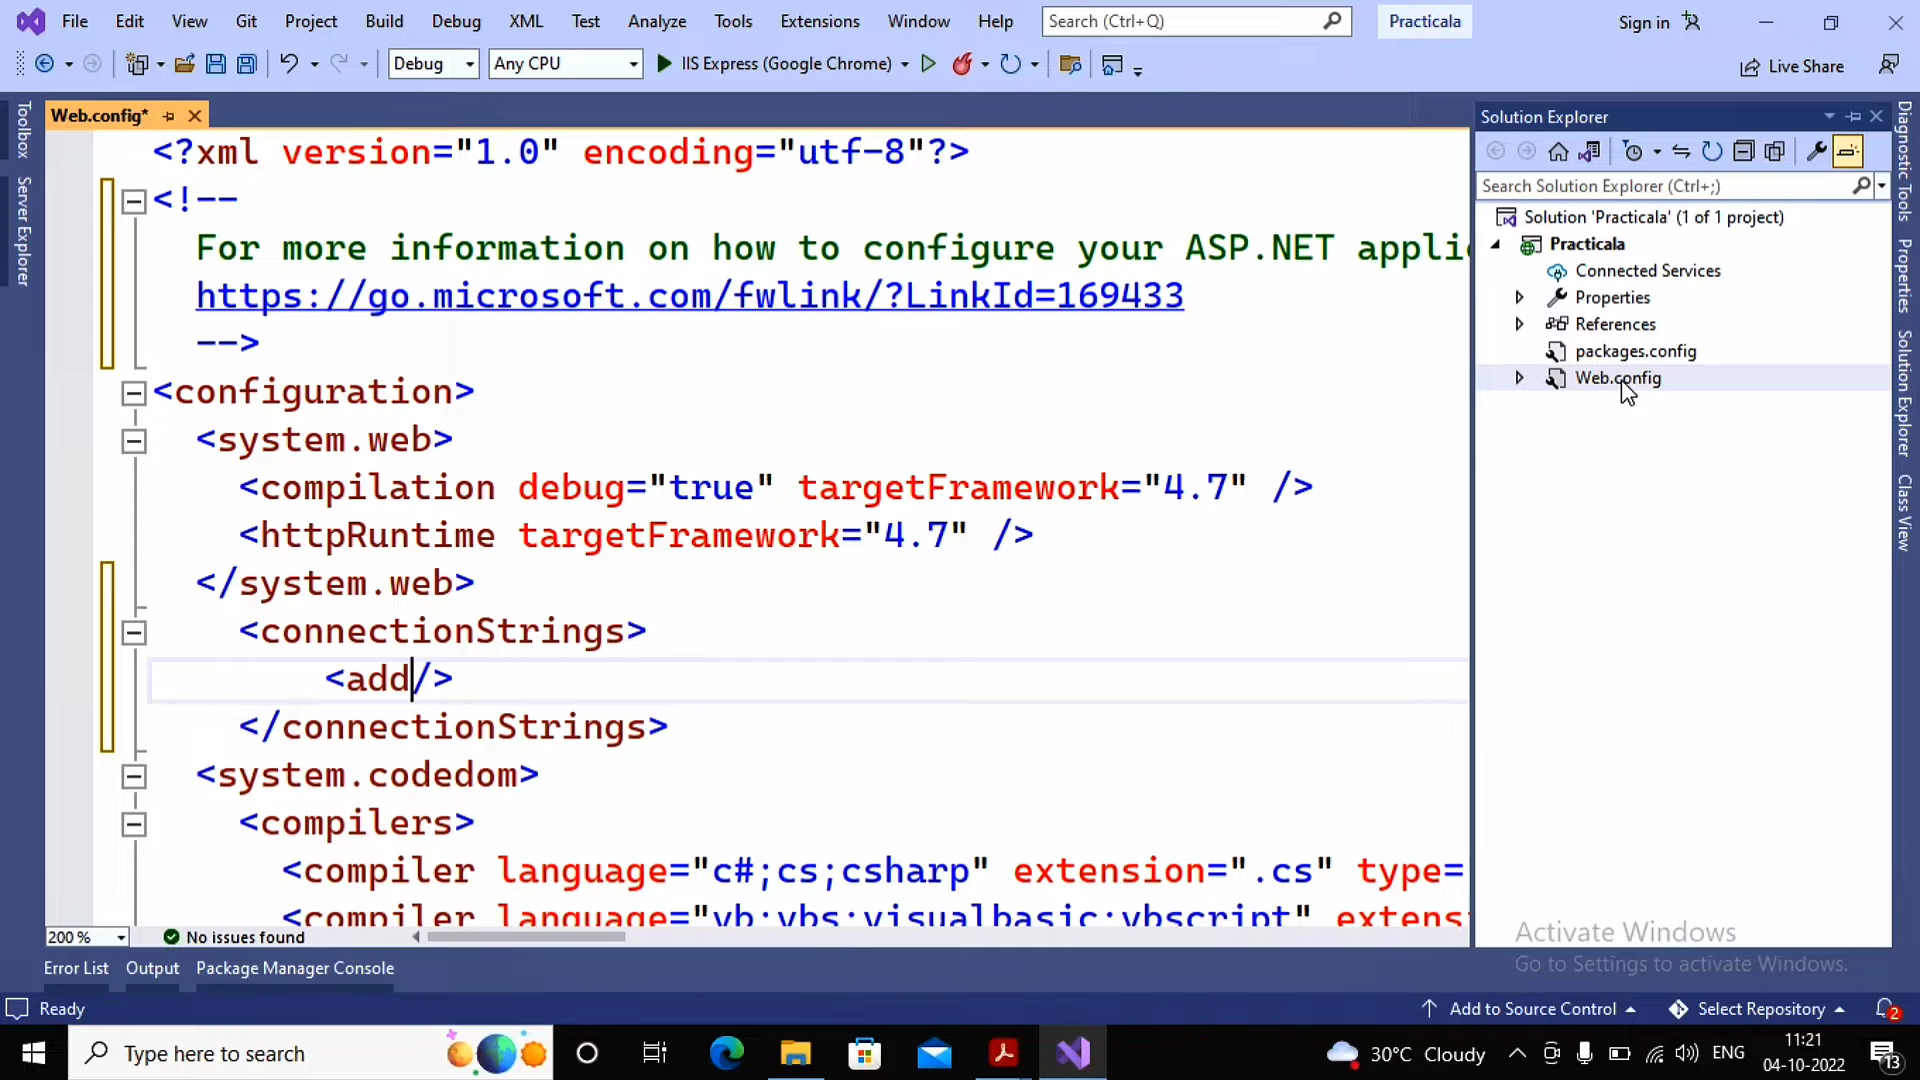 File Edit View Git Project Build Debug XML Test Analyze Tools Extensions Window Help Search (Ctrl+Q) Practicala Sign in
Debug Any CPU IIS Express (Google Chrome) Live Share
Toolbox
Server Explorer
Web.config*
<?xml version="1.0" encoding="utf-8"?>
<!--
For more information on how to configure your ASP.NET applic
https://go.microsoft.com/fwlink/?LinkId=169433
-->
<configuration>
<system.web>
<compilation debug="true" targetFramework="4.7" />
<httpRuntime targetFramework="4.7" />
</system.web>
<connectionStrings>
<add/>
</connectionStrings>
<system.codedom>
<compilers>
<compiler language="c#;cs;csharp" extension=".cs" type=
<compiler language="vb;vbs;visualbasic;vbscript" extensi
200 % No issues found
Solution Explorer
Search Solution Explorer (Ctrl+;)
Solution 'Practicala' (1 of 1 project)
Practicala
Connected Services
Properties
References
packages.config
Web.config
Diagnostic Tools
Properties
Solution Explorer
Class View
Activate Windows
Go to Settings to activate Windows.
Error List Output Package Manager Console
Ready Add to Source Control Select Repository 2
Type here to search 30°C Cloudy ENG 11:21
04-10-2022 13